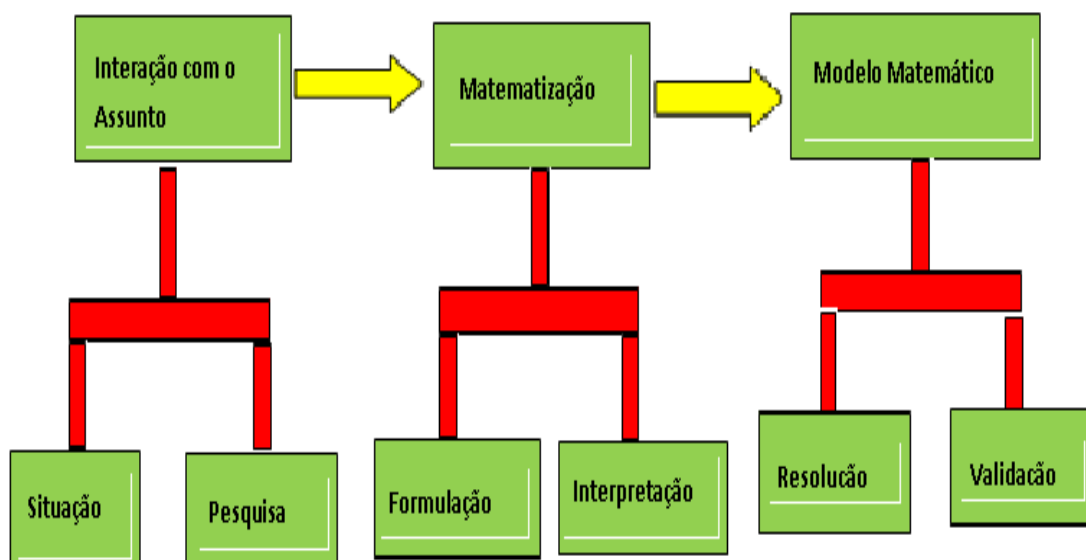 Interação com o
Assunto
Matematização
Modelo Matemático
Situação
Pesquisa
Formulação
Interpretação
Resolucão
Validacão